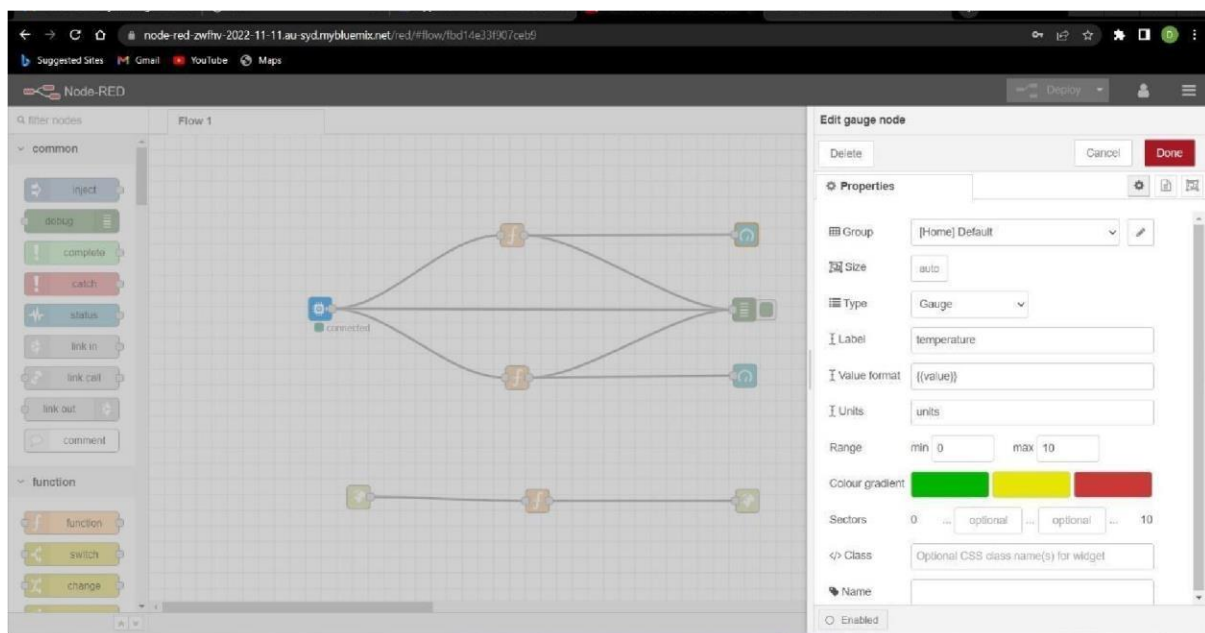 node-red-zwfhv-2022-11-11.au-syd.mybluemix.net/red/#flow/fbd14e33f907ceb9
Suggested Sites Gmail YouTube Maps
Node-RED
Deploy
filter nodes
Flow 1
Edit gauge node
common
Delete
Cancel
Done
inject
Properties
debug
Group
[Home] Default
complete
Size
auto
catch
Type
Gauge
status
connected
link in
Label
temperature
link call
Value format
{{value}}
link out
Units
units
comment
Range
min 0
max 10
function
Colour gradient
function
Sectors
0 ... optional ... optional ... 10
switch
Class
Optional CSS class name(s) for widget
change
Name
Enabled